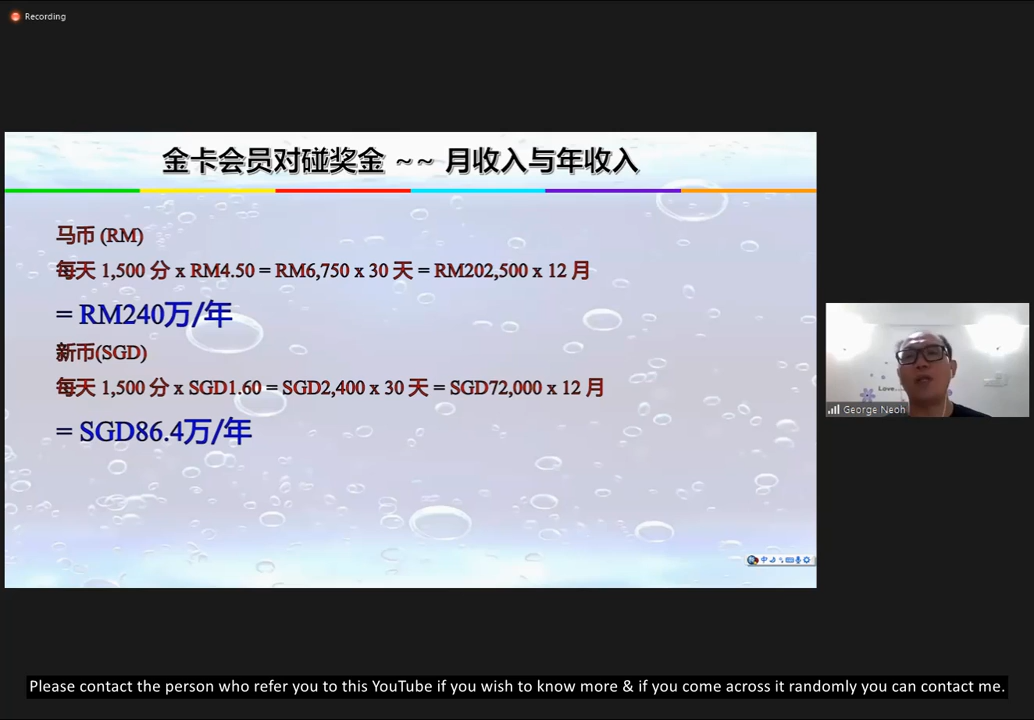 Recording
金卡会员对碰奖金 ~~ 月收入与年收入
马币 (RM)
每天 1,500 分 x RM4.50 = RM6,750 x 30 天 = RM202,500 x 12 月
= RM240万/年
新币(SGD)
每天 1,500 分 x SGD1.60 = SGD2,400 x 30 天 = SGD72,000 x 12 月
= SGD86.4万/年
Love...
George Neoh
Please contact the person who refer you to this YouTube if you wish to know more & if you come across it randomly you can contact me.